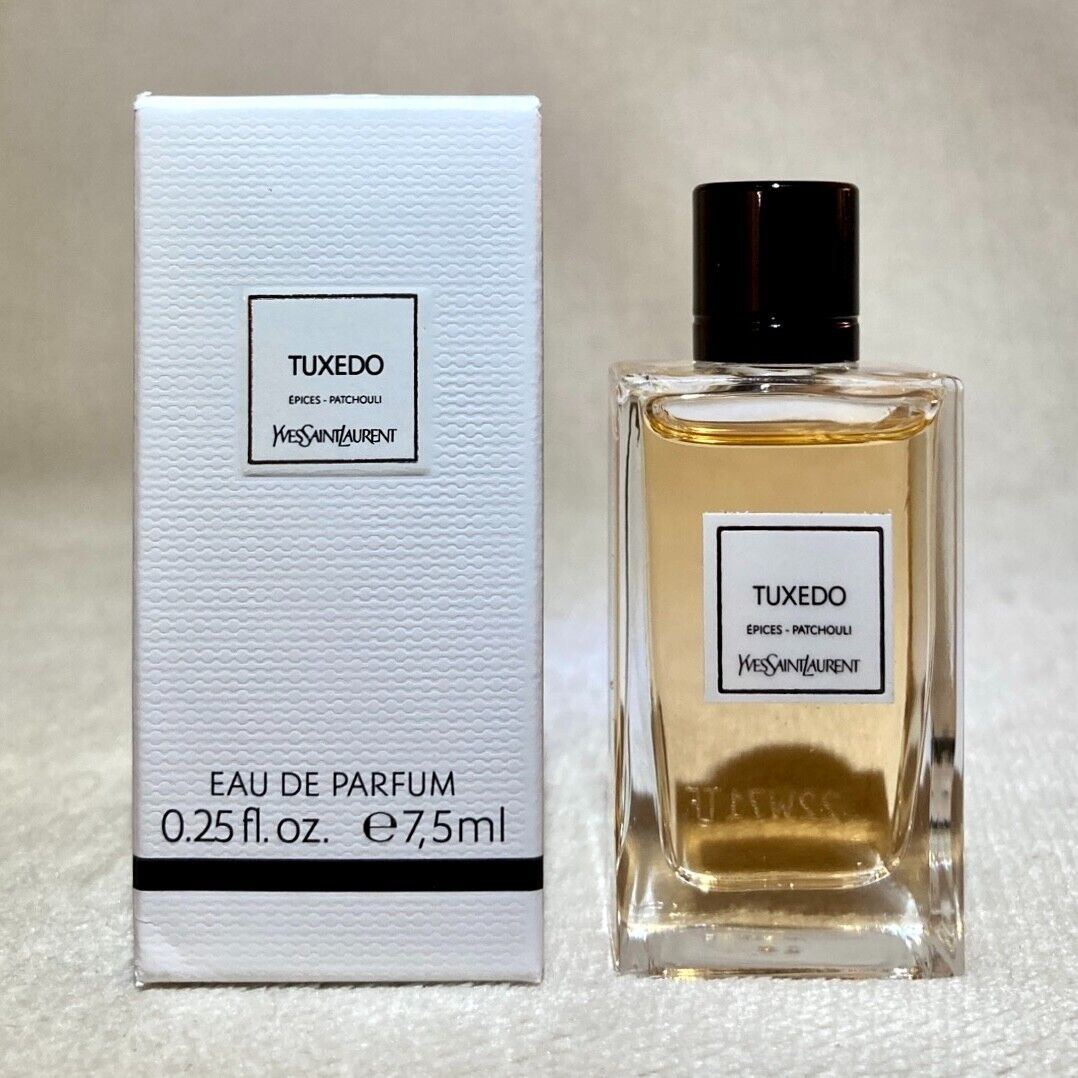 TUXEDO
ÉPICES - PATCHOULI
YVESSAINTLAURENT
EAU DE PARFUM
0.25 fl. oz. ℮7,5ml
TUXEDO
ÉPICES - PATCHOULI
YVESSAINTLAURENT